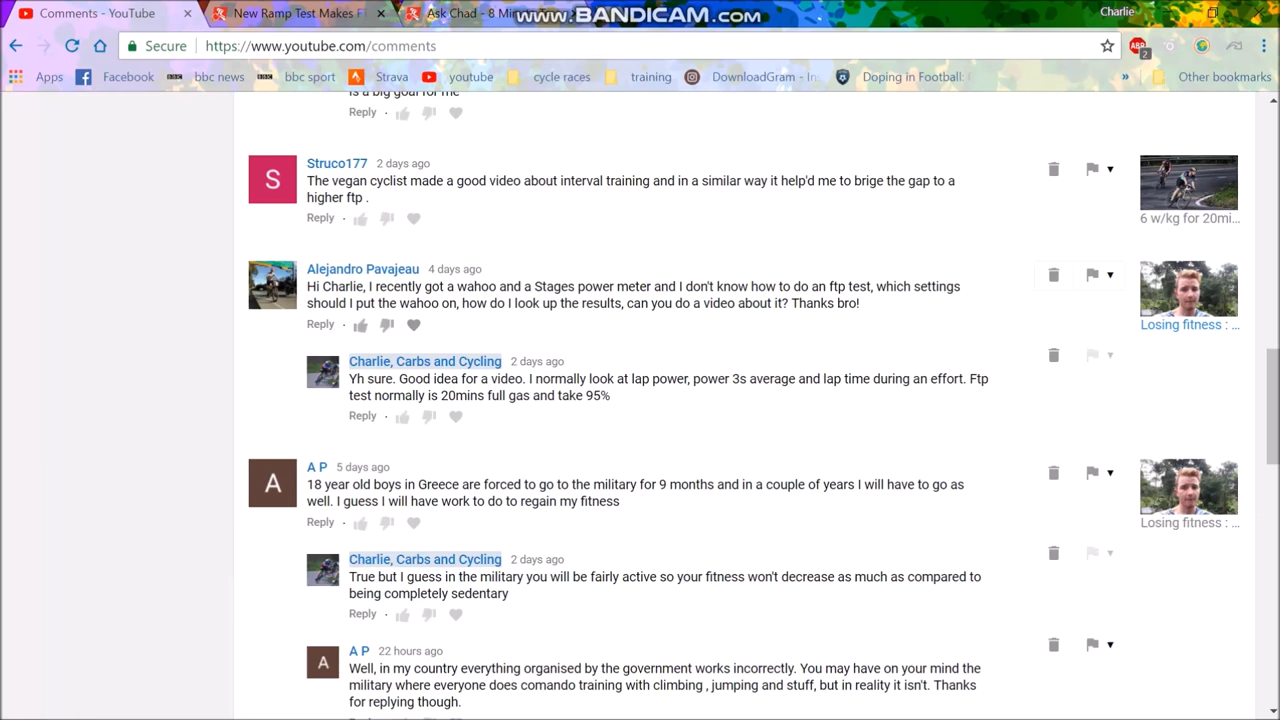 Comments - YouTube
New Ramp Test Makes F
Ask Chad - 8 Mi
www.BANDICAM.com
Charlie
Secure
https://www.youtube.com/comments
ABP
2
Apps
Facebook
BBC
bbc news
BBC
bbc sport
Strava
youtube
cycle races
training
DownloadGram - In
Doping in Football
»
Other bookmarks
is a big goal for me
Reply ·
S
Struco177 2 days ago
The vegan cyclist made a good video about interval training and in a similar way it help'd me to brige the gap to a
higher ftp .
Reply ·
6 w/kg for 20mi...
Alejandro Pavajeau 4 days ago
Hi Charlie, I recently got a wahoo and a Stages power meter and I don't know how to do an ftp test, which settings
should I put the wahoo on, how do I look up the results, can you do a video about it? Thanks bro!
Reply ·
Losing fitness : ...
Charlie, Carbs and Cycling 2 days ago
Yh sure. Good idea for a video. I normally look at lap power, power 3s average and lap time during an effort. Ftp
test normally is 20mins full gas and take 95%
Reply ·
A
A P 5 days ago
18 year old boys in Greece are forced to go to the military for 9 months and in a couple of years I will have to go as
well. I guess I will have work to do to regain my fitness
Reply ·
Losing fitness : ...
Charlie, Carbs and Cycling 2 days ago
True but I guess in the military you will be fairly active so your fitness won't decrease as much as compared to
being completely sedentary
Reply ·
A
A P 22 hours ago
Well, in my country everything organised by the government works incorrectly. You may have on your mind the
military where everyone does comando training with climbing , jumping and stuff, but in reality it isn't. Thanks
for replying though.
Reply